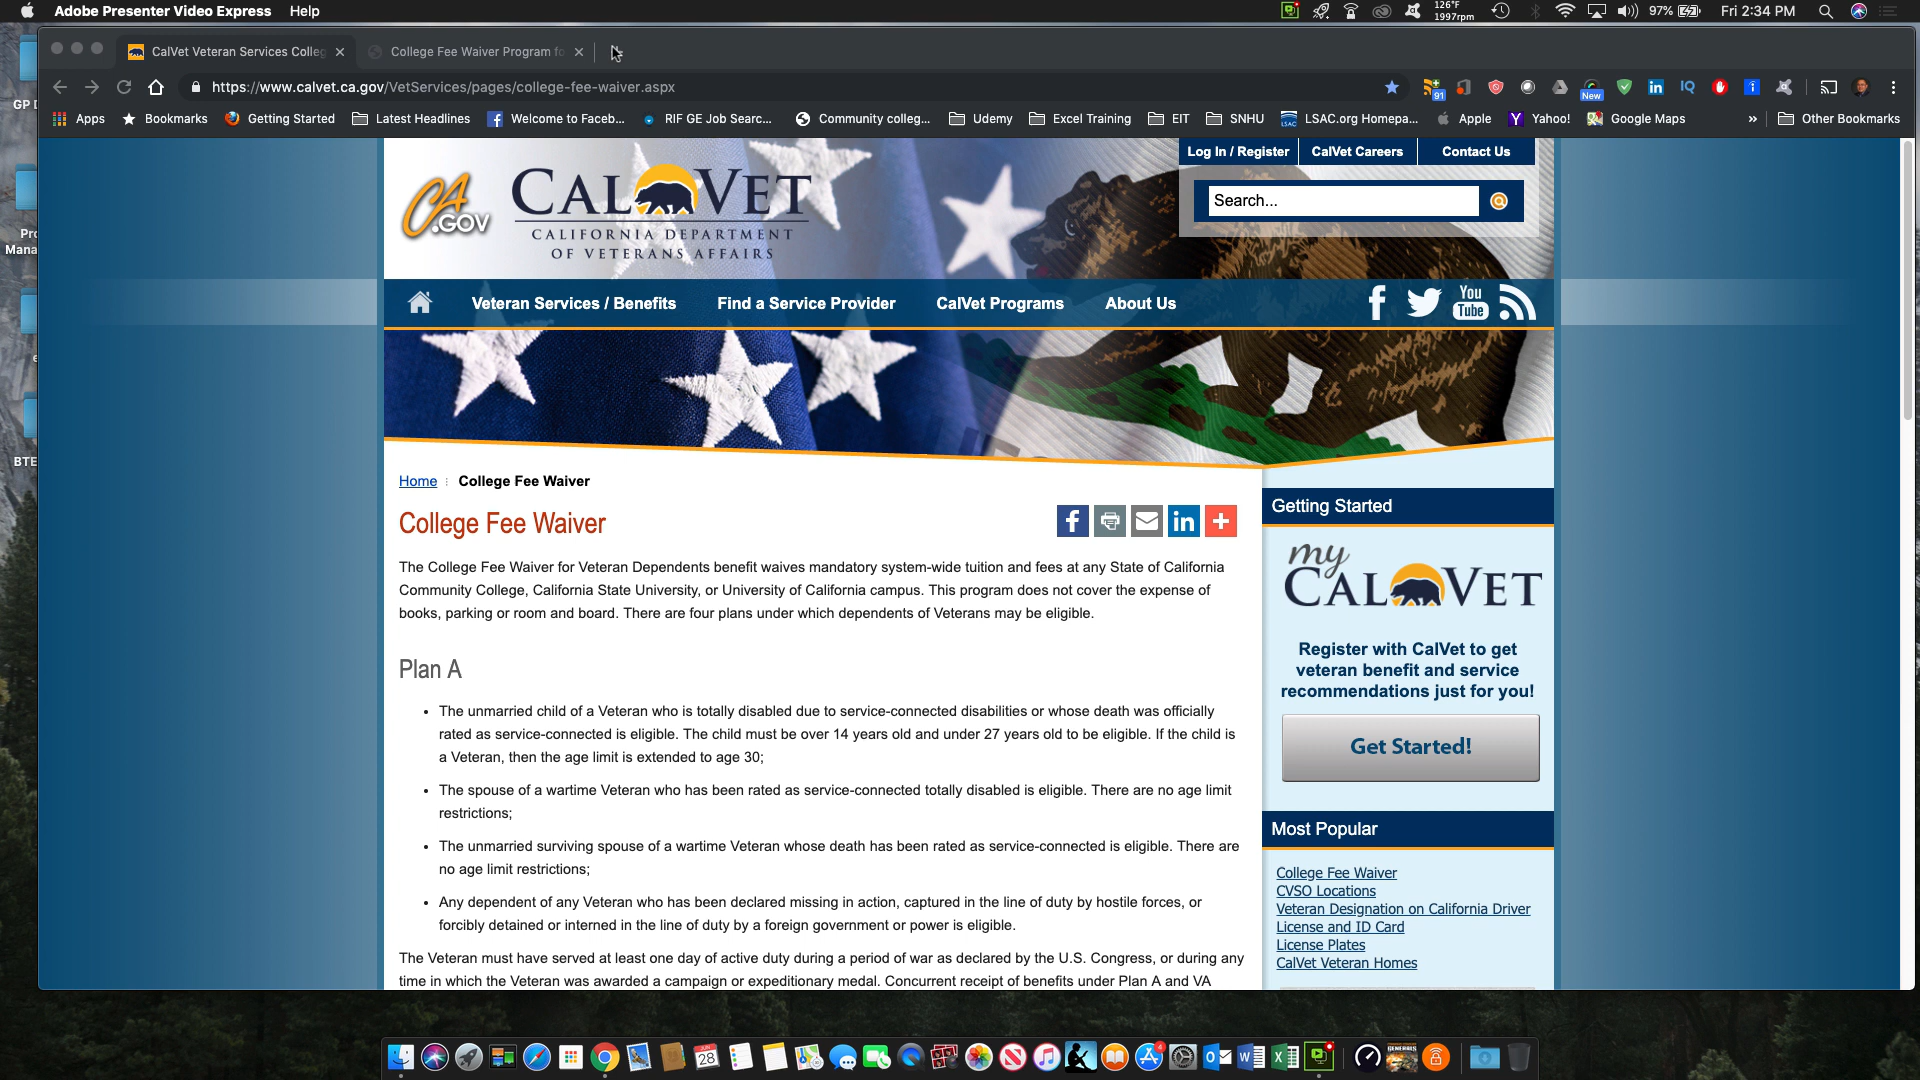 Adobe Presenter Video Express Help
126°F
1997rpm
97%
Fri 2:34 PM
CalVet Veteran Services Colleg
College Fee Waiver Program fo
https://www.calvet.ca.gov/VetServices/pages/college-fee-waiver.aspx
91
New
Apps Bookmarks Getting Started Latest Headlines Welcome to Faceb... RIF GE Job Searc... Community colleg... Udemy Excel Training EIT SNHU LSAC.org Homepa... Apple Yahoo! Google Maps » Other Bookmarks
GP D
Pro
Mana
e
BTE
Log In / Register CalVet Careers Contact Us
Search...
CA.GOV
CALVET
CALIFORNIA DEPARTMENT
OF VETERANS AFFAIRS
Veteran Services / Benefits Find a Service Provider CalVet Programs About Us
You
Tube
Home College Fee Waiver
College Fee Waiver
The College Fee Waiver for Veteran Dependents benefit waives mandatory system-wide tuition and fees at any State of California
Community College, California State University, or University of California campus. This program does not cover the expense of
books, parking or room and board. There are four plans under which dependents of Veterans may be eligible.
Plan A
• The unmarried child of a Veteran who is totally disabled due to service-connected disabilities or whose death was officially
rated as service-connected is eligible. The child must be over 14 years old and under 27 years old to be eligible. If the child is
a Veteran, then the age limit is extended to age 30;
• The spouse of a wartime Veteran who has been rated as service-connected totally disabled is eligible. There are no age limit
restrictions;
• The unmarried surviving spouse of a wartime Veteran whose death has been rated as service-connected is eligible. There are
no age limit restrictions;
• Any dependent of any Veteran who has been declared missing in action, captured in the line of duty by hostile forces, or
forcibly detained or interned in the line of duty by a foreign government or power is eligible.
The Veteran must have served at least one day of active duty during a period of war as declared by the U.S. Congress, or during any
time in which the Veteran was awarded a campaign or expeditionary medal. Concurrent receipt of benefits under Plan A and VA
Getting Started
my
CALVET
Register with CalVet to get
veteran benefit and service
recommendations just for you!
Get Started!
Most Popular
College Fee Waiver
CVSO Locations
Veteran Designation on California Driver
License and ID Card
License Plates
CalVet Veteran Homes
JUN
28
4
GENERALS